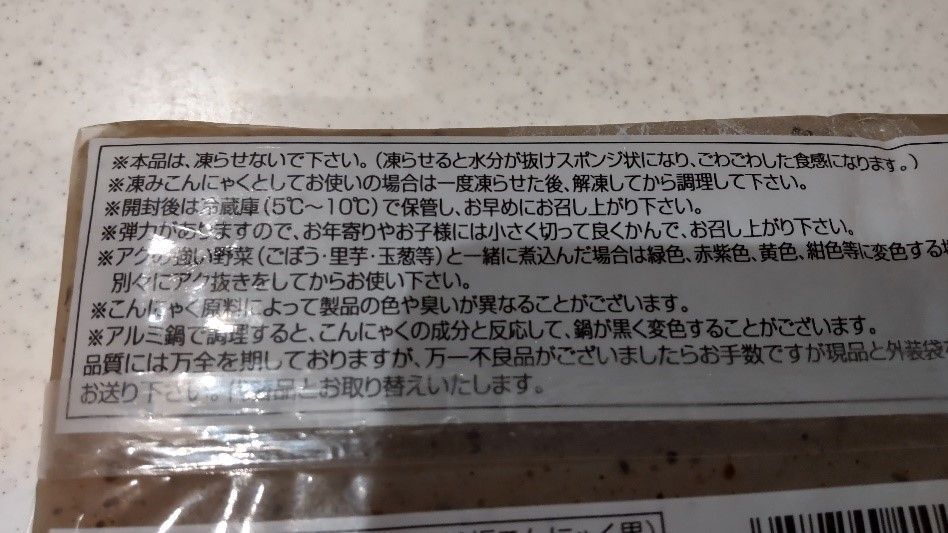 ※本品は、凍らせないで下さい。(凍らせると水分が抜けスポンジ状になり、ごわごわした食感になります。)
※凍みこんにゃくとしてお使いの場合は一度凍らせた後、解凍してから調理して下さい。
※開封後は冷蔵庫(5℃~10℃)で保管し、お早めにお召し上がり下さい。
※弾力がありますので、お年寄りやお子様には小さく切って良くかんで、お召し上がり下さい。
※アクの強い野菜(ごぼう・里芋・玉葱等)と一緒に煮込んだ場合は緑色、赤紫色、黄色、紺色等に変色する
別々にアク抜きをしてからお使い下さい。
※こんにゃく原料によって製品の色や臭いが異なることがございます。
※アルミ鍋で調理すると、こんにゃくの成分と反応して、鍋が黒く変色することがございます。
品質には万全を期しておりますが、万一不良品がございましたらお手数ですが現品と外装袋
お送り下さい。代替品とお取り替えいたします。
こんにゃく黒)